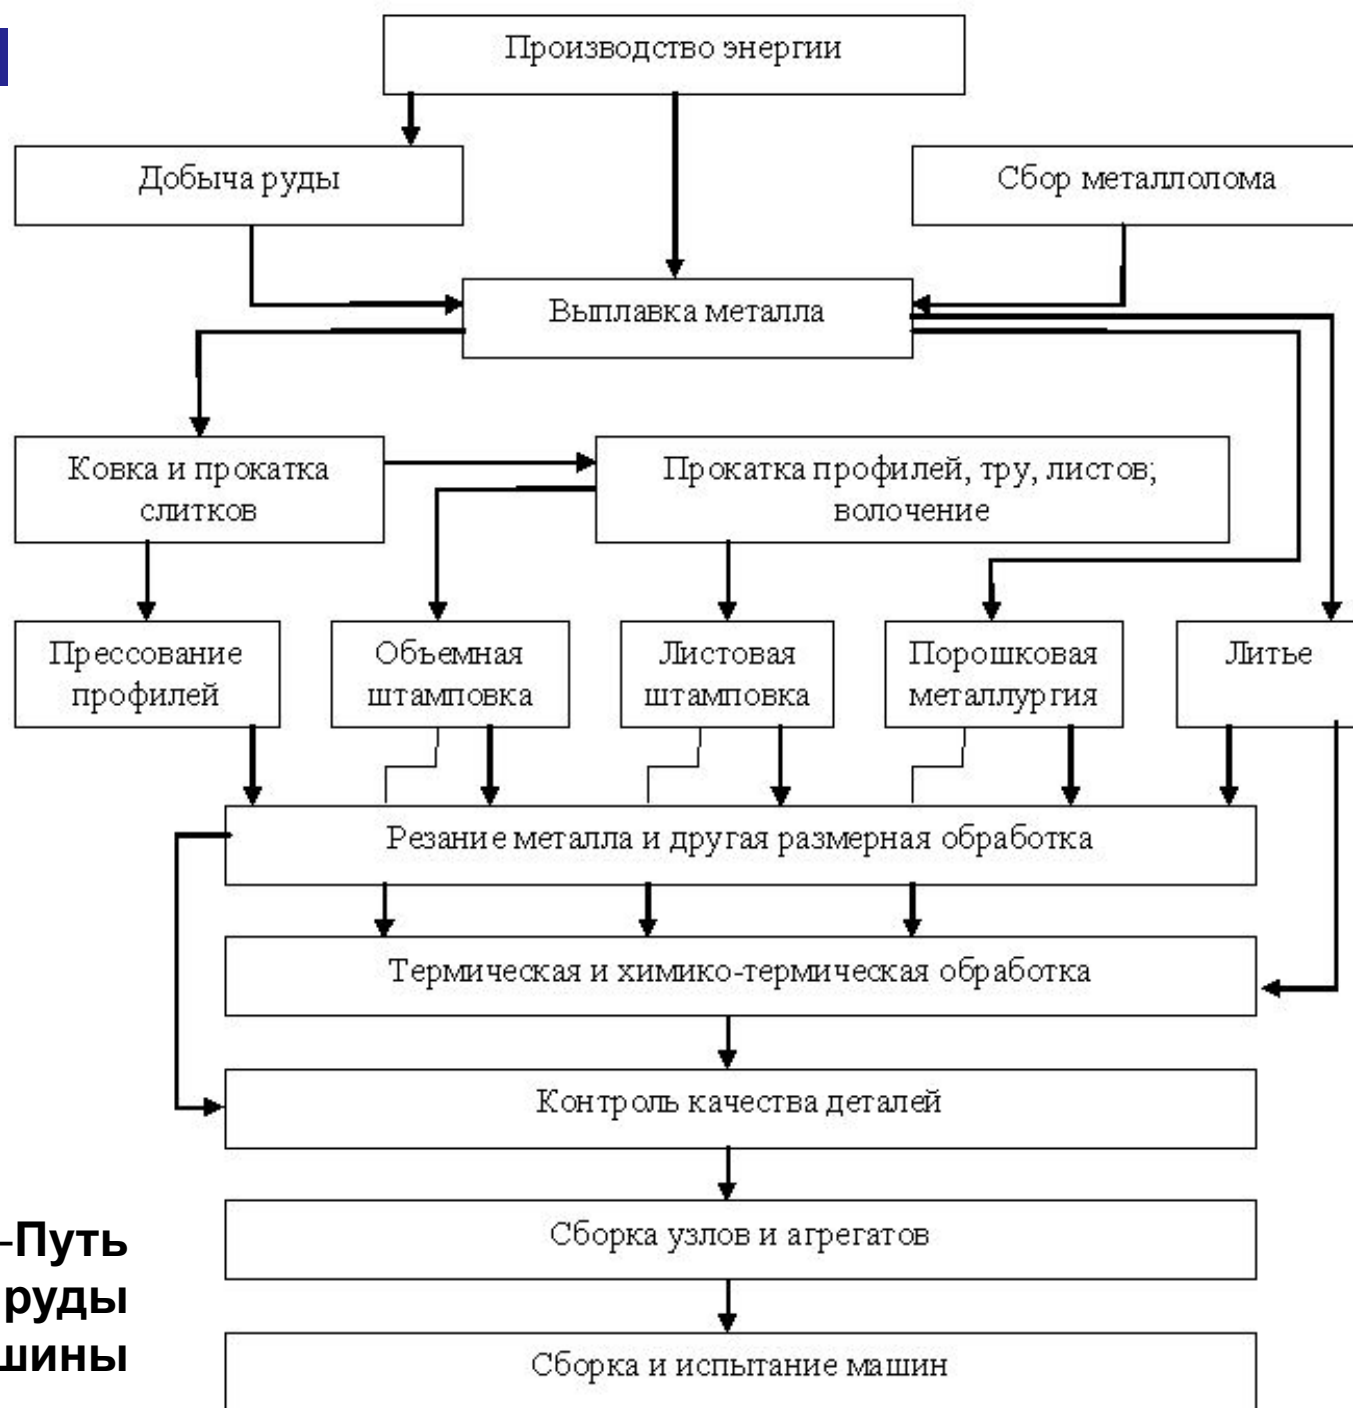 Производство энергии
Добыча руды
Сбор металлолома
Выплавка металла
Ковка и прокатка
слитков
Прокатка профилей, тру, листов;
волочение
Прессование
профилей
Объемная
штамповка
Листовая
штамповка
Порошковая
металлургия
Литье
Резание металла и другая размерная обработка
Термическая и химико-термическая обработка
Контроль качества деталей
Сборка узлов и агрегатов
–Путь
руды
шины
Сборка и испытание машин